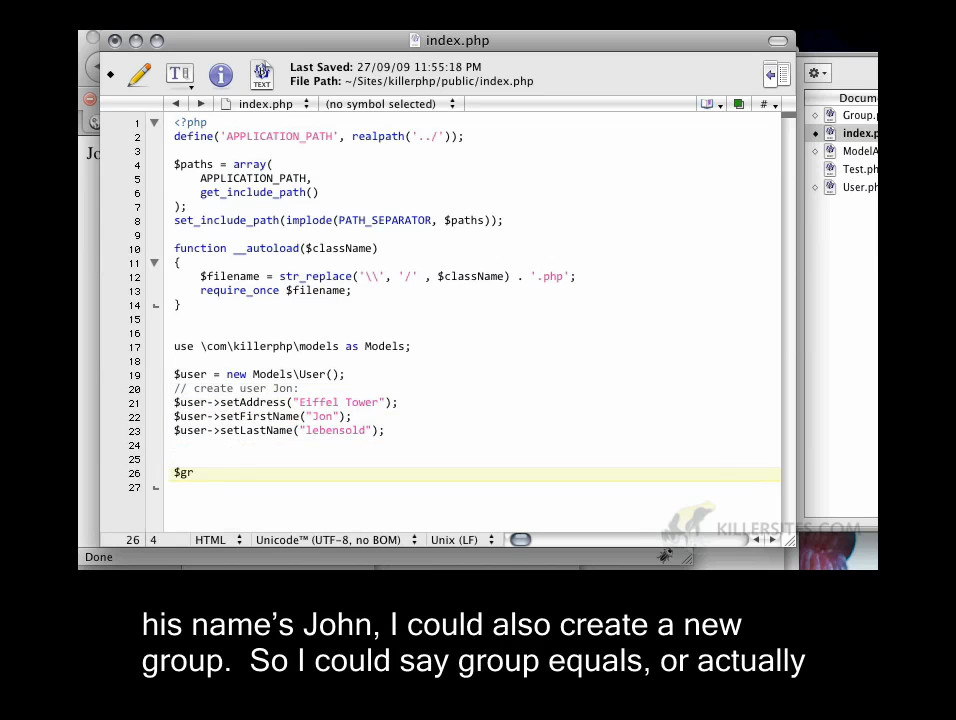 index.php
Last Saved: 27/09/09 11:55:18 PM
File Path: ~/Sites/killerphp/public/index.php
TEXT
index.php (no symbol selected) #
1 <?php
2 define('APPLICATION_PATH', realpath('../'));
3
4 $paths = array(
5 APPLICATION_PATH,
6 get_include_path()
7 );
8 set_include_path(implode(PATH_SEPARATOR, $paths));
9
10 function __autoload($className)
11 {
12 $filename = str_replace('\\', '/' , $className) . '.php';
13 require_once $filename;
14 }
15
16
17 use \com\killerphp\models as Models;
18
19 $user = new Models\User();
20 // create user Jon:
21 $user->setAddress("Eiffel Tower");
22 $user->setFirstName("Jon");
23 $user->setLastName("lebensold");
24
25
26 $gr
27
26 4 HTML Unicode™ (UTF-8, no BOM) Unix (LF)
Done
Jo
Docum
Group.p
index.p
ModelA
Test.ph
User.ph
KILLERSITES.COM
his name's John, I could also create a new
group. So I could say group equals, or actually